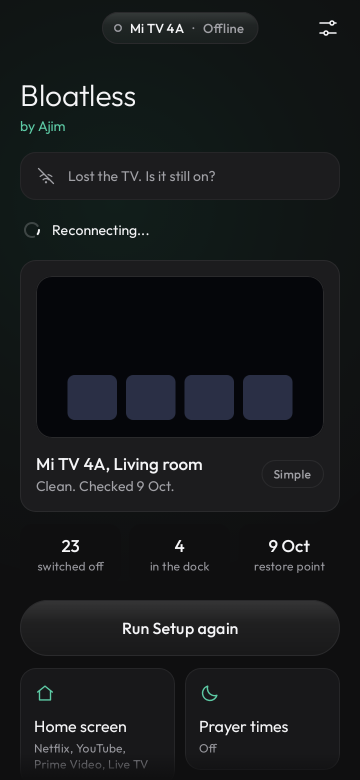 Mi TV 4A · Offline
Bloatless
by Ajim
Lost the TV. Is it still on?
Reconnecting...
Mi TV 4A, Living room
Clean. Checked 9 Oct.
Simple
23
switched off
4
in the dock
9 Oct
restore point
Run Setup again
Home screen
Netflix, YouTube,
Prime Video, Live TV
Prayer times
Off